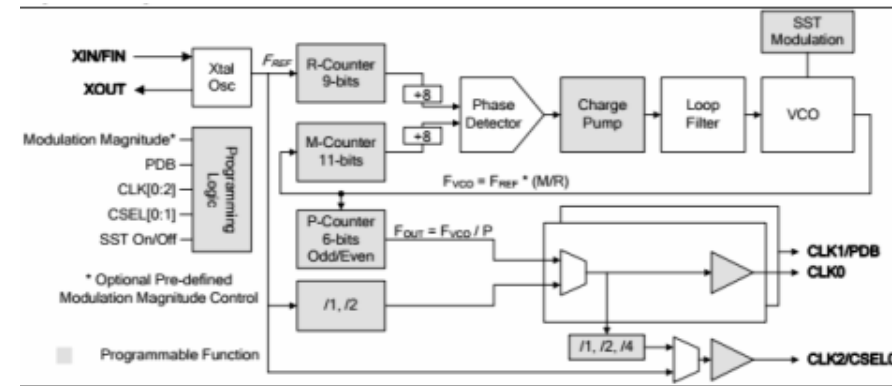 SST
Modulation
XIN/FIN
XOUT
Xtal
Osc
FREF
R-Counter
9-bits
÷8
Phase
Detector
Charge
Pump
Loop
Filter
VCO
M-Counter
11-bits
÷8
Modulation Magnitude*
PDB
CLK[0:2]
CSEL[0:1]
SST On/Off
Programming
Logic
FVCO = FREF * (M/R)
P-Counter
6-bits
Odd/Even
FOUT = FVCO / P
CLK1/PDB
CLK0
* Optional Pre-defined
Modulation Magnitude Control
/1, /2
/1, /2, /4
Programmable Function
CLK2/CSEL0